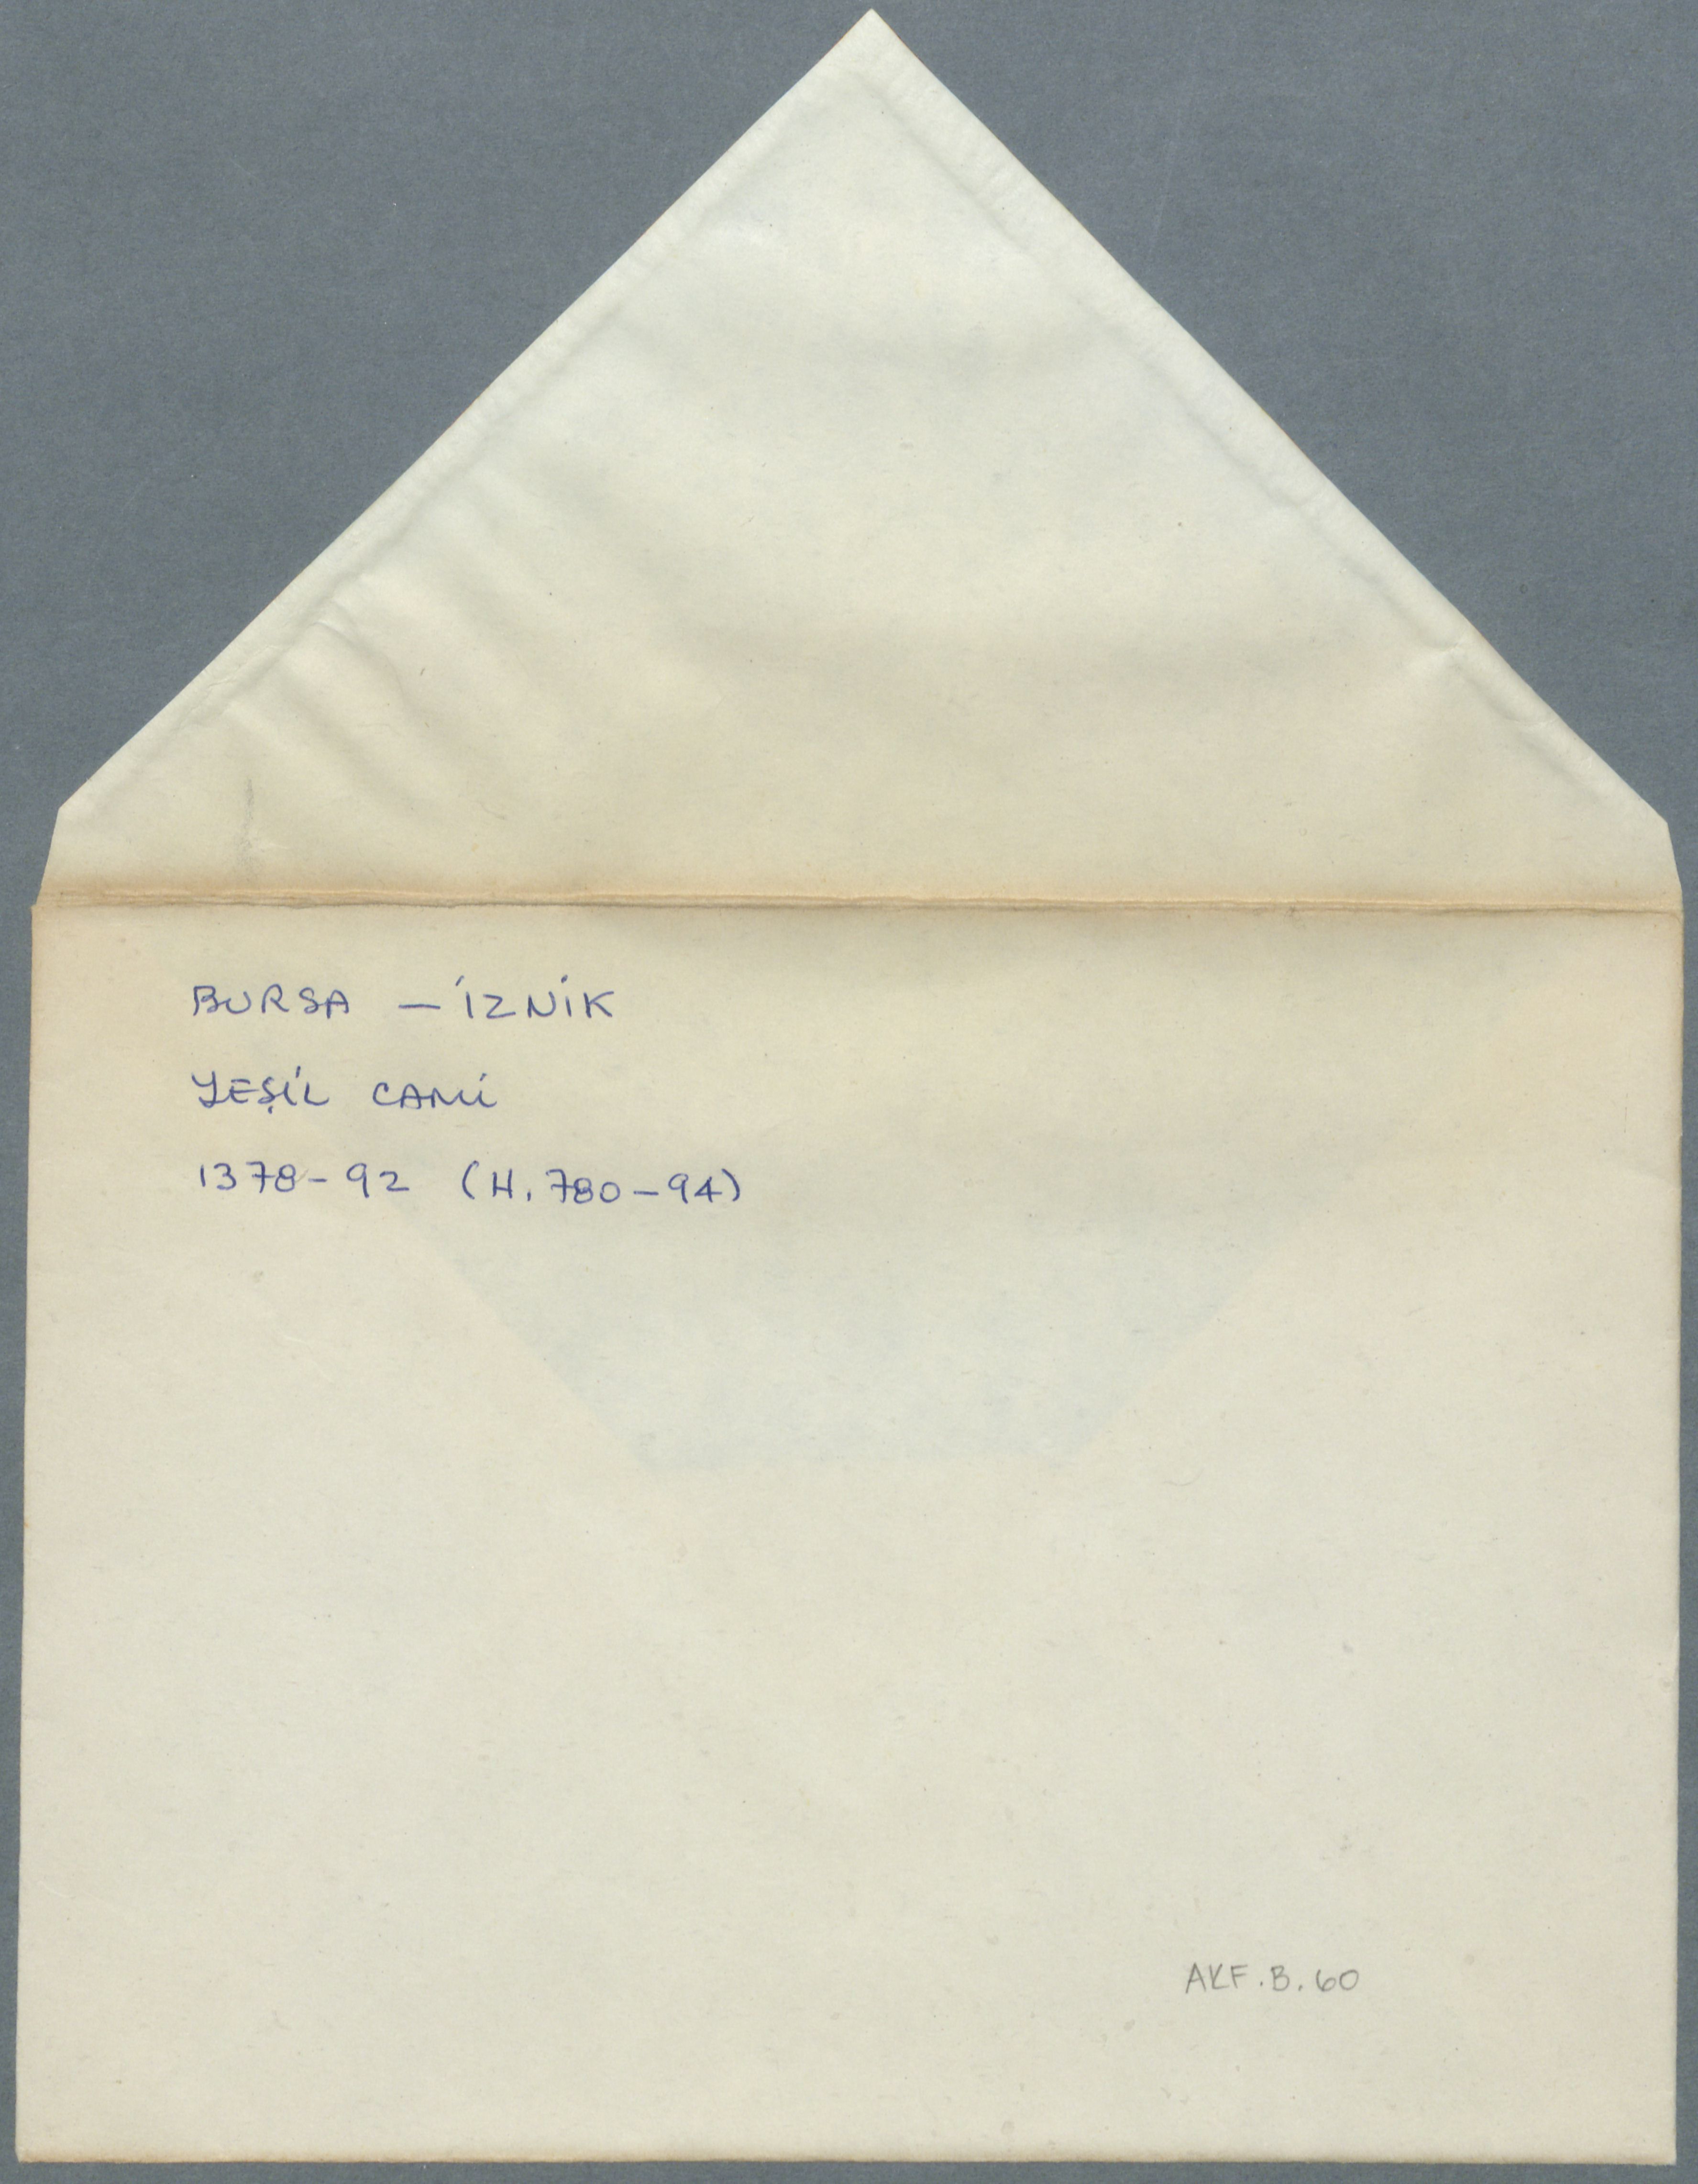 BURSA – İZNİK
YEŞİL CAMİ
1378-92 (H. 780-94)
AKF.B.60